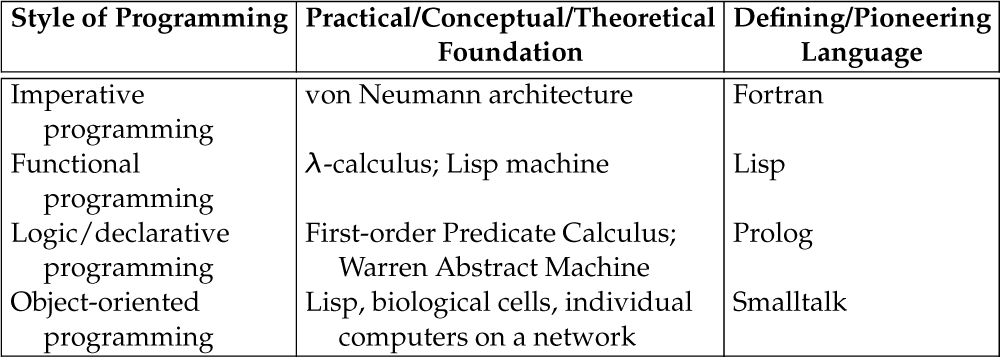 Style of Programming Practical/Conceptual/Theoretical Defining/Pioneering
Foundation Language
Imperative von Neumann architecture Fortran
programming
Functional λ-calculus; Lisp machine Lisp
programming
Logic/declarative First-order Predicate Calculus; Prolog
programming Warren Abstract Machine
Object-oriented Lisp, biological cells, individual Smalltalk
programming computers on a network